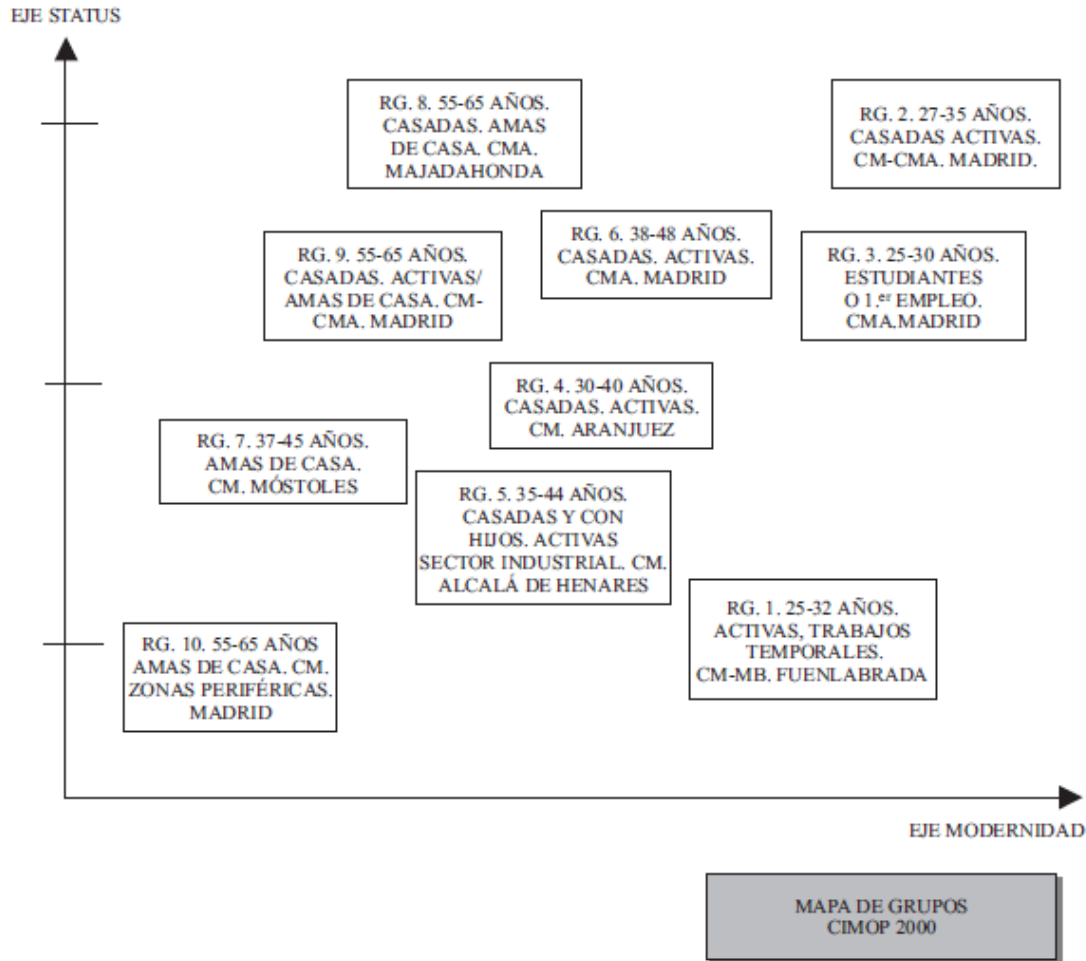 EJE STATUS
RG. 8. 55-65 AÑOS.
CASADAS. AMAS
DE CASA. CMA.
MAJADAHONDA
RG. 2. 27-35 AÑOS.
CASADAS ACTIVAS.
CM-CMA. MADRID.
RG. 9. 55-65 AÑOS.
CASADAS. ACTIVAS/
AMAS DE CASA. CM-
CMA. MADRID
RG. 6. 38-48 AÑOS.
CASADAS. ACTIVAS.
CMA. MADRID
RG. 3. 25-30 AÑOS.
ESTUDIANTES
O 1.er EMPLEO.
CMA.MADRID
RG. 4. 30-40 AÑOS.
CASADAS. ACTIVAS.
CM. ARANJUEZ
RG. 7. 37-45 AÑOS.
AMAS DE CASA.
CM. MÓSTOLES
RG. 5. 35-44 AÑOS.
CASADAS Y CON
HIJOS. ACTIVAS
SECTOR INDUSTRIAL. CM.
ALCALÁ DE HENARES
RG. 1. 25-32 AÑOS.
ACTIVAS, TRABAJOS
TEMPORALES.
CM-MB. FUENLABRADA
RG. 10. 55-65 AÑOS
AMAS DE CASA. CM.
ZONAS PERIFÉRICAS.
MADRID
EJE MODERNIDAD
MAPA DE GRUPOS
CIMOP 2000